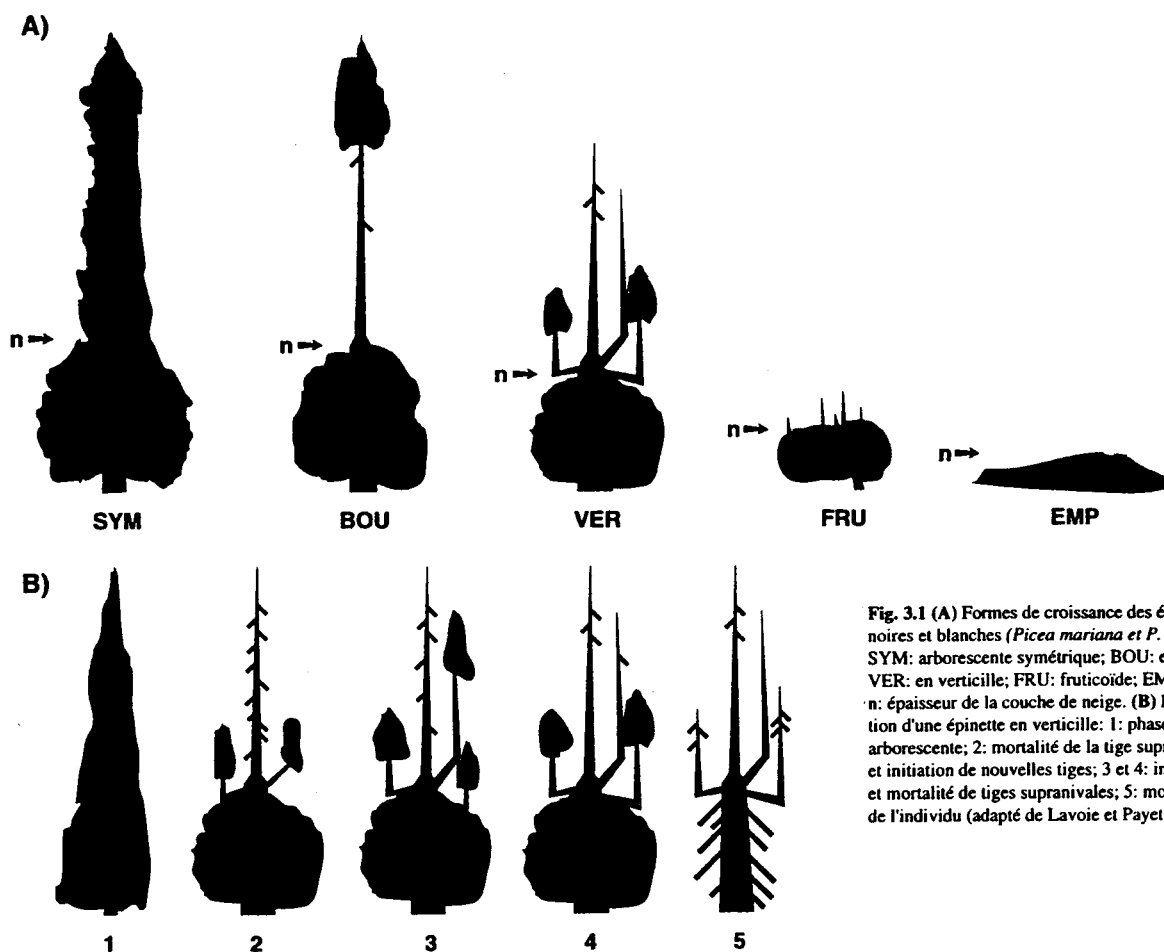 A)
n
n
n
n
n
SYM
BOU
VER
FRU
EMP
B)
1
2
3
4
5
Fig. 3.1 (A) Formes de croissance des
noires et blanches (Picea mariana et P.
SYM: arborescente symétrique; BOU:
VER: en verticille; FRU: fruticoïde;
n: épaisseur de la couche de neige. (B)
tion d'une épinette en verticille: 1:
arborescente; 2: mortalité de la tige
et initiation de nouvelles tiges; 3 et 4:
et mortalité de tiges supranivales; 5:
de l'individu (adapté de Lavoie et